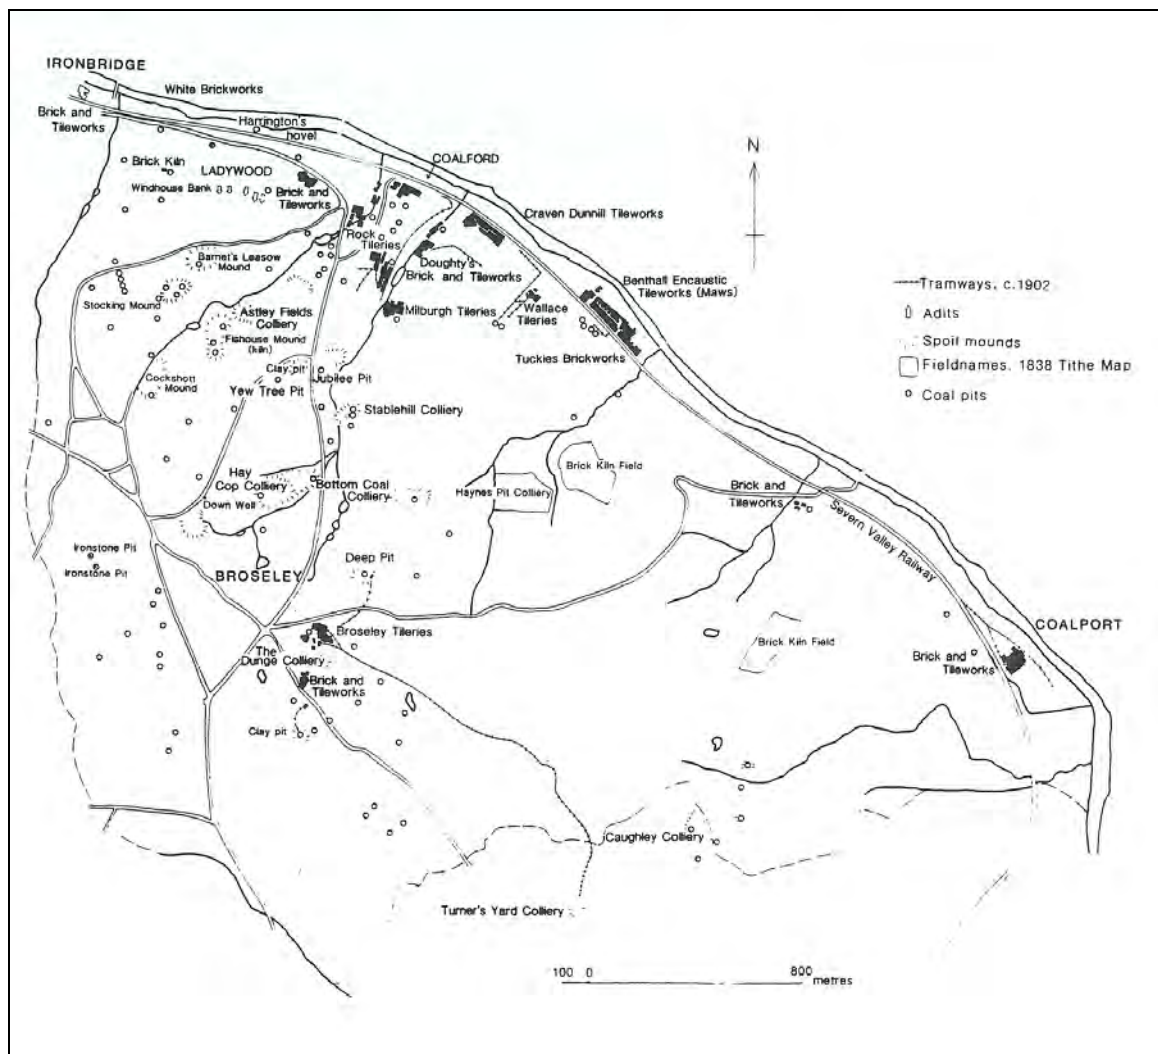 IRONBRIDGE
White Brickworks
Brick and
Tileworks
Harrington's
hovel
COALFORD
Brick Kiln
LADYWOOD
Windhouse Bank
Brick and
Tileworks
Craven Dunnill Tileworks
Rock
Tileries
Doughty's
Brick and Tileworks
Barnet's Leasow
Mound
Benthall Encaustic
Tileworks (Maws)
Stocking Mound
Astley Fields
Colliery
Milburgh Tileries
Wallace
Tileries
Fishouse Mound
(kiln)
Tuckies Brickworks
Clay pit
Jubilee Pit
Cockshott
Mound
Yew Tree Pit
Stablehill Colliery
Hay
Cop Colliery
Bottom Coal
Colliery
Brick Kiln Field
Haynes Pit Colliery
Down Well
Brick and
Tileworks
Severn Valley Railway
Ironstone Pit
Ironstone Pit
Deep Pit
BROSELEY
Broseley Tileries
The
Dunge Colliery
Brick and
Tileworks
Clay pit
Brick Kiln Field
COALPORT
Brick and
Tileworks
Caughley Colliery
Turner's Yard Colliery
N
Tramways, c.1902
Adits
Spoil mounds
Fieldnames, 1838 Tithe Map
Coal pits
100 0 800
metres